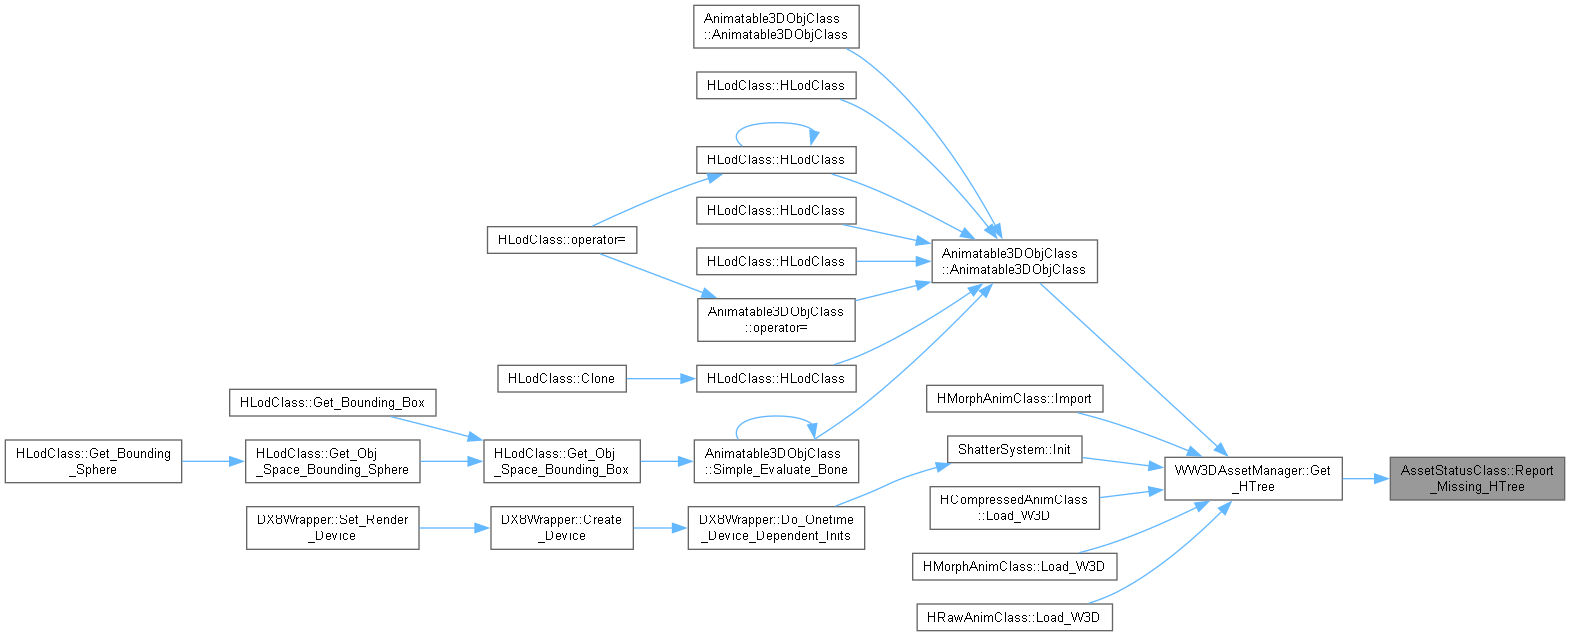 Animatable3DObjClass
::Animatable3DObjClass
HLodClass::HLodClass
HLodClass::HLodClass
HLodClass::HLodClass
HLodClass::operator=
HLodClass::HLodClass
Animatable3DObjClass
::Animatable3DObjClass
Animatable3DObjClass
::operator=
HLodClass::Clone
HLodClass::HLodClass
HLodClass::Get_Bounding_Box
HMorphAnimClass::Import
HLodClass::Get_Bounding
_Sphere
HLodClass::Get_Obj
_Space_Bounding_Sphere
HLodClass::Get_Obj
_Space_Bounding_Box
Animatable3DObjClass
::Simple_Evaluate_Bone
ShatterSystem::Init
WW3DAssetManager::Get
_HTree
AssetStatusClass::Report
_Missing_HTree
HCompressedAnimClass
::Load_W3D
DX8Wrapper::Set_Render
_Device
DX8Wrapper::Create
_Device
DX8Wrapper::Do_Onetime
_Device_Dependent_Inits
HMorphAnimClass::Load_W3D
HRawAnimClass::Load_W3D